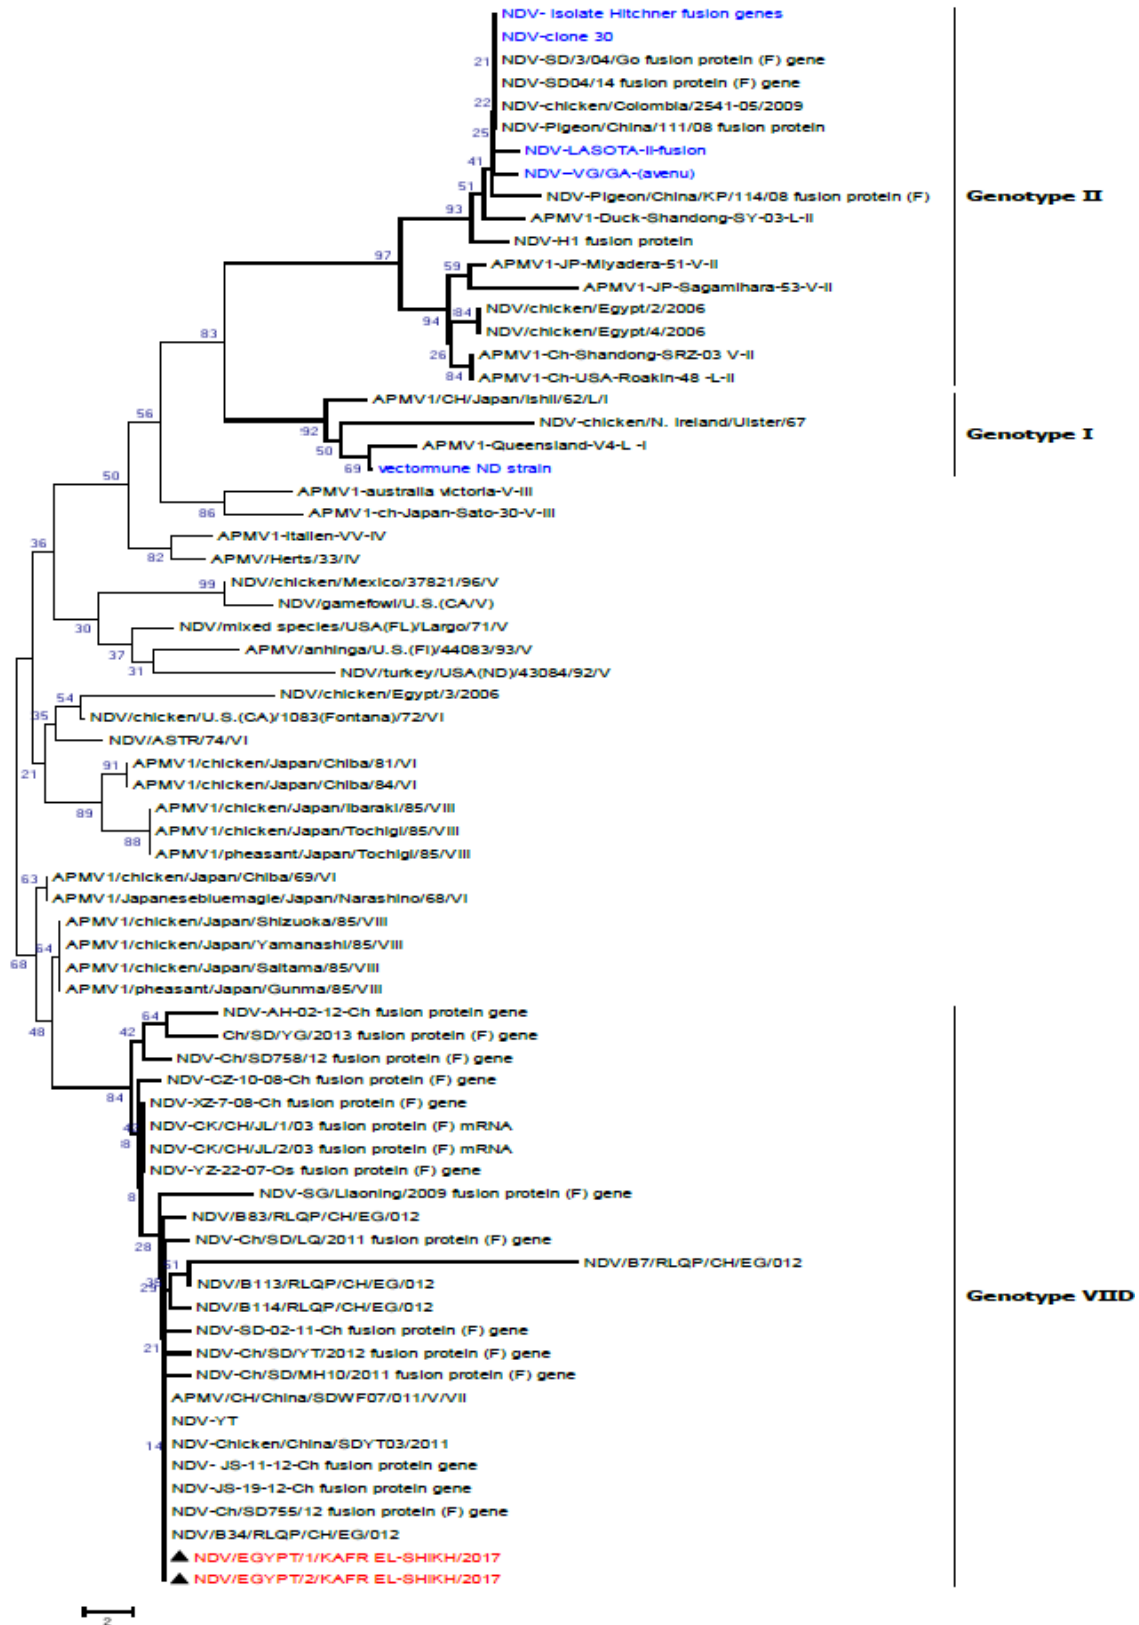 NDV- Isolate Hitchner fusion genes
NDV-clone 30
21
NDV-SD/3/04/Go fusion protein (F) gene
NDV-SD04/14 fusion protein (F) gene
22
NDV-chicken/Colombia/2541-05/2009
25
NDV-Pigeon/China/111/08 fusion protein
NDV-LASOTA-II-fusion
41
NDV--VG/GA-(avenu)
51
NDV-Pigeon/China/KP/114/08 fusion protein (F)
Genotype II
93
APMV1-Duck-Shandong-SY-03-L-II
NDV-H1 fusion protein
97
59
APMV1-JP-Miyadera-51-V-II
APMV1-JP-Sagamihara-53-V-II
84
NDV/chicken/Egypt/2/2006
94
NDV/chicken/Egypt/4/2006
83
26
APMV1-Ch-Shandong-SRZ-03 V-II
84
APMV1-Ch-USA-Roakin-48 -L-II
APMV1/CH/Japan/Ishii/62/L/I
56
NDV-chicken/N. Ireland/Ulster/67
92
Genotype I
50
APMV1-Queensland-V4-L -I
69
vectormune ND strain
50
APMV1-australia victoria-V-III
86
APMV1-ch-Japan-Sato-30-V-III
APMV1-Italien-VV-IV
36
82
APMV/Herts/33/IV
99
NDV/chicken/Mexico/37821/96/V
NDV/gamefowl/U.S.(CA/V)
30
NDV/mixed species/USA(FL)/Largo/71/V
37
APMV/anhinga/U.S.(Fl)/44083/93/V
31
NDV/turkey/USA(ND)/43084/92/V
54
NDV/chicken/Egypt/3/2006
35
NDV/chicken/U.S.(CA)/1083(Fontana)/72/VI
NDV/ASTR/74/VI
21
91
APMV1/chicken/Japan/Chiba/81/VI
APMV1/chicken/Japan/Chiba/84/VI
89
APMV1/chicken/Japan/Ibaraki/85/VIII
88
APMV1/chicken/Japan/Tochigi/85/VIII
APMV1/pheasant/Japan/Tochigi/85/VIII
63
APMV1/chicken/Japan/Chiba/69/VI
APMV1/Japanesebluemagie/Japan/Narashino/68/VI
APMV1/chicken/Japan/Shizuoka/85/VIII
64
APMV1/chicken/Japan/Yamanashi/85/VIII
68
APMV1/chicken/Japan/Saitama/85/VIII
APMV1/pheasant/Japan/Gunma/85/VIII
64
NDV-AH-02-12-Ch fusion protein gene
48
42
Ch/SD/YG/2013 fusion protein (F) gene
NDV-Ch/SD758/12 fusion protein (F) gene
NDV-CZ-10-08-Ch fusion protein (F) gene
84
NDV-XZ-7-08-Ch fusion protein (F) gene
NDV-CK/CH/JL/1/03 fusion protein (F) mRNA
8
NDV-CK/CH/JL/2/03 fusion protein (F) mRNA
NDV-YZ-22-07-Os fusion protein (F) gene
8
NDV-SG/Liaoning/2009 fusion protein (F) gene
NDV/B83/RLQP/CH/EG/012
28
NDV-Ch/SD/LQ/2011 fusion protein (F) gene
51
NDV/B7/RLQP/CH/EG/012
NDV/B113/RLQP/CH/EG/012
Genotype VIID
NDV/B114/RLQP/CH/EG/012
NDV-SD-02-11-Ch fusion protein (F) gene
21
NDV-Ch/SD/YT/2012 fusion protein (F) gene
NDV-Ch/SD/MH10/2011 fusion protein (F) gene
APMV/CH/China/SDWF07/011/V/VII
NDV-YT
14
NDV-Chicken/China/SDYT03/2011
NDV- JS-11-12-Ch fusion protein gene
NDV-JS-19-12-Ch fusion protein gene
NDV-Ch/SD755/12 fusion protein (F) gene
NDV/B34/RLQP/CH/EG/012
NDV/EGYPT/1/KAFR EL-SHIKH/2017
NDV/EGYPT/2/KAFR EL-SHIKH/2017
2